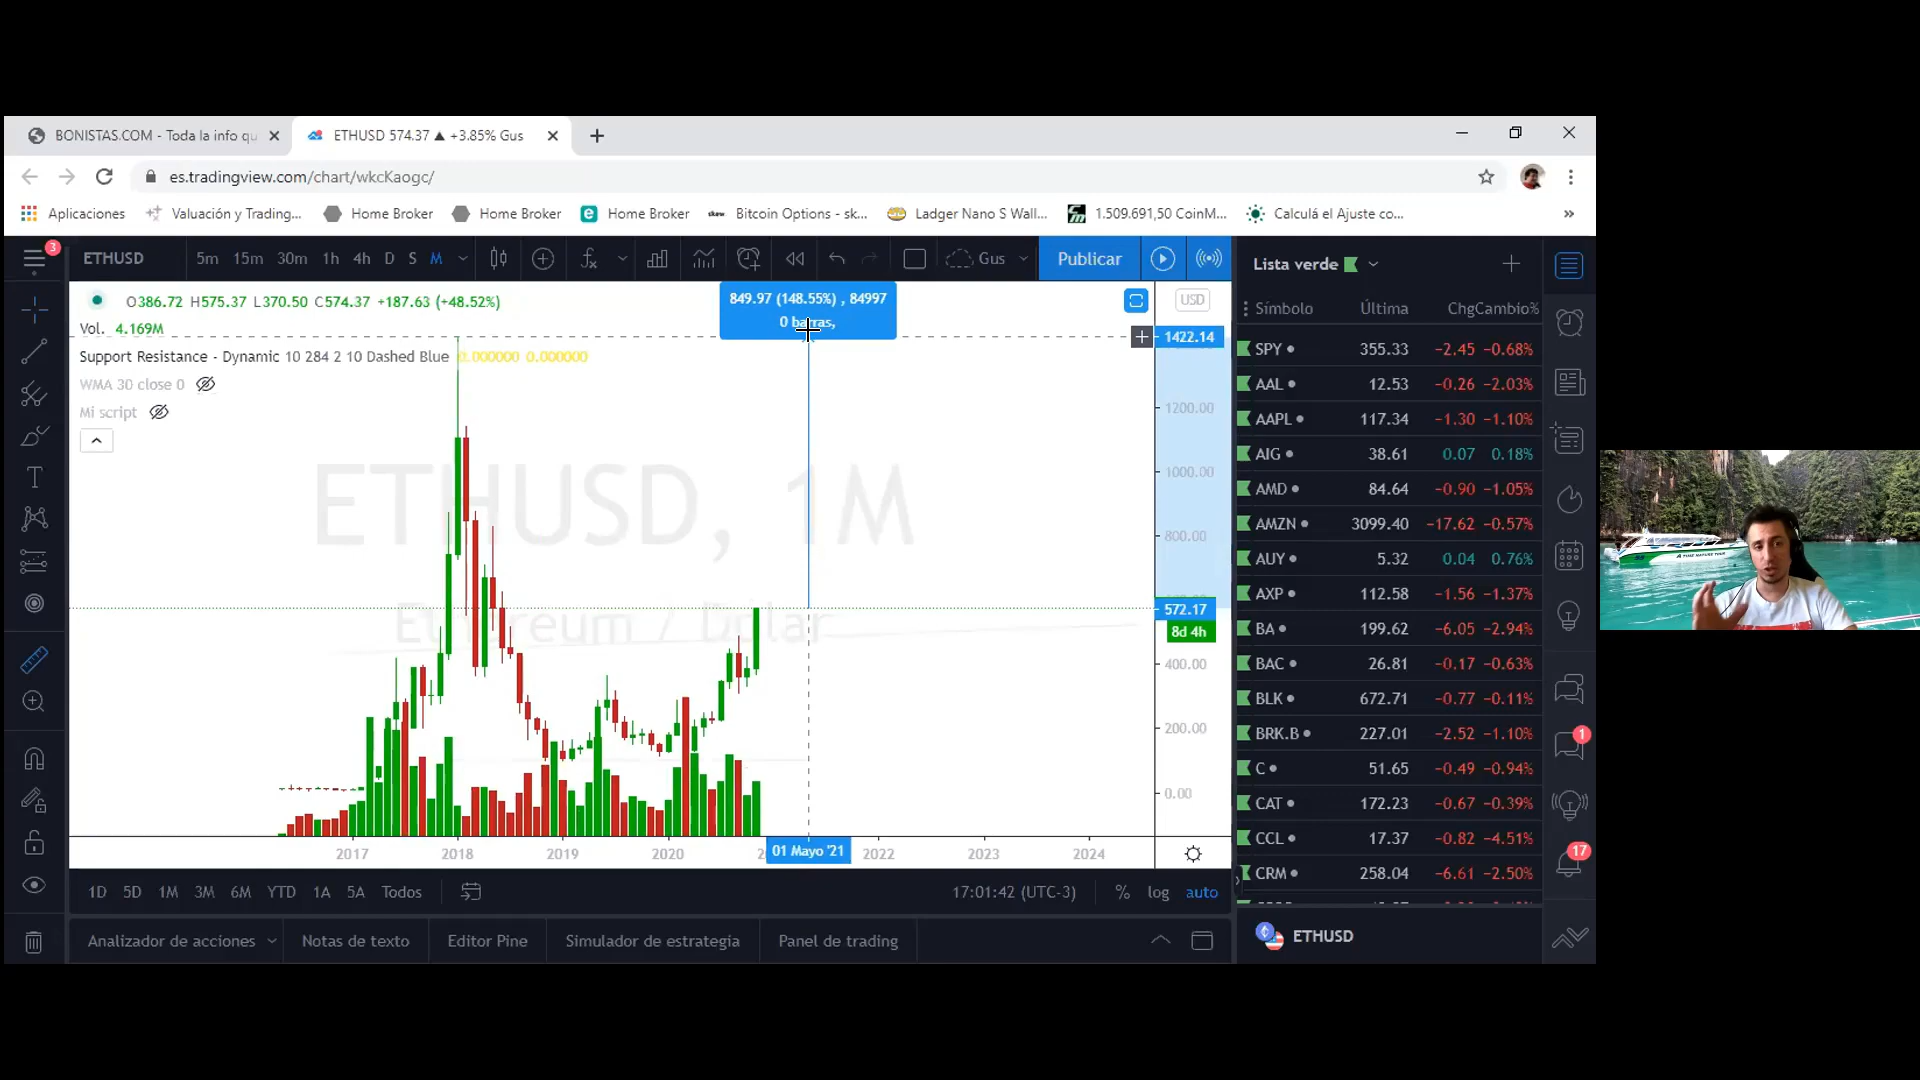 BONISTAS.COM - Toda la info qu
ETHUSD 574.37 ▲ +3.85% Gus
es.tradingview.com/chart/wkcKaogc/
Aplicaciones
Valuación y Trading...
Home Broker
Home Broker
Home Broker
skew Bitcoin Options - sk...
Ladger Nano S Wall...
1.509.691,50 CoinM...
Calculá el Ajuste co...
»
3
ETHUSD
5m 15m 30m 1h 4h D S M
Gus
Publicar
Lista verde
O386.72 H575.37 L370.50 C574.37 +187.63 (+48.52%)
849.97 (148.55%) , 84997
0 barras,
USD
Vol. 4.169M
1422.14
Support Resistance - Dynamic 10 284 2 10 Dashed Blue 0.000000 0.000000
WMA 30 close 0
Mi script
ETHUSD, 1M
Ethereum / Dólar
1200.00
1000.00
800.00
572.17
8d 4h
400.00
200.00
0.00
2017 2018 2019 2020 01 Mayo '21 2022 2023 2024
1D 5D 1M 3M 6M YTD 1A 5A Todos
17:01:42 (UTC-3) % log auto
Analizador de acciones
Notas de texto
Editor Pine
Simulador de estrategia
Panel de trading
Símbolo Última ChgCambio%
SPY 355.33 −2.45 −0.68%
AAL 12.53 −0.26 −2.03%
AAPL 117.34 −1.30 −1.10%
AIG 38.61 0.07 0.18%
AMD 84.64 −0.90 −1.05%
AMZN 3099.40 −17.62 −0.57%
AUY 5.32 0.04 0.76%
AXP 112.58 −1.56 −1.37%
BA 199.62 −6.05 −2.94%
BAC 26.81 −0.17 −0.63%
BLK 672.71 −0.77 −0.11%
BRK.B 227.01 −2.52 −1.10%
C 51.65 −0.49 −0.94%
CAT 172.23 −0.67 −0.39%
CCL 17.37 −0.82 −4.51%
CRM 258.04 −6.61 −2.50%
ETHUSD
1
17